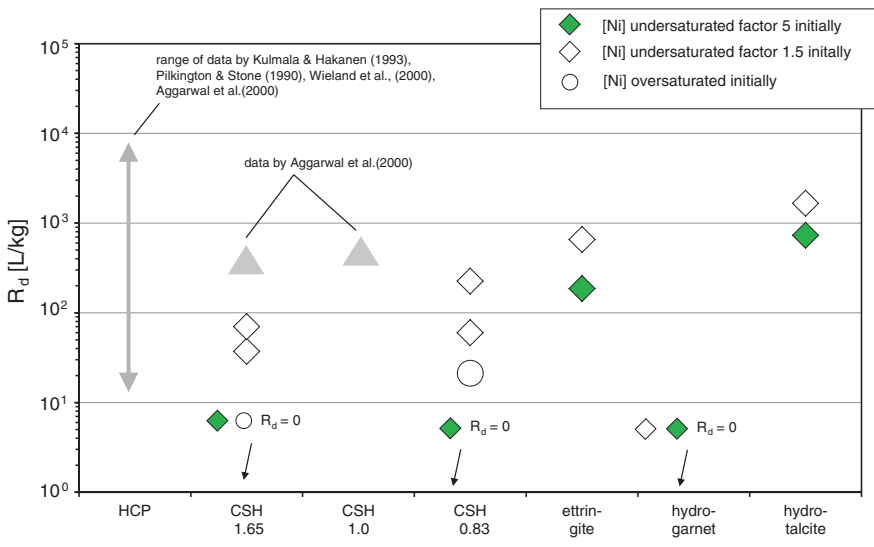 [Ni] undersaturated factor 5 initially
[Ni] undersaturated factor 1.5 initally
[Ni] oversaturated initially
range of data by Kulmala & Hakanen (1993),
Pilkington & Stone (1990), Wieland et al., (2000),
Aggarwal et al.(2000)
data by Aggarwal et al.(2000)
R_d [L/kg]
10^5
10^4
10^3
10^2
10^1
10^0
R_d = 0
R_d = 0
R_d = 0
HCP
CSH
1.65
CSH
1.0
CSH
0.83
ettrin-
gite
hydro-
garnet
hydro-
talcite